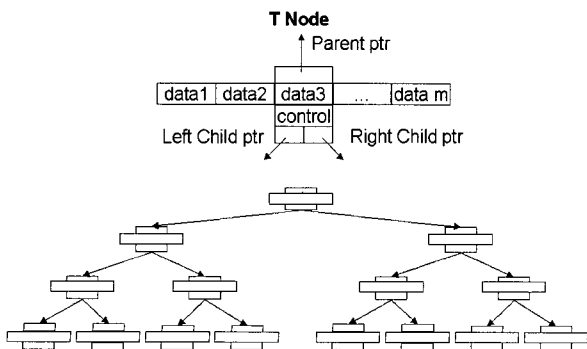 T Node
Parent ptr
data1 data2 data3 ... data m
control
Left Child ptr Right Child ptr